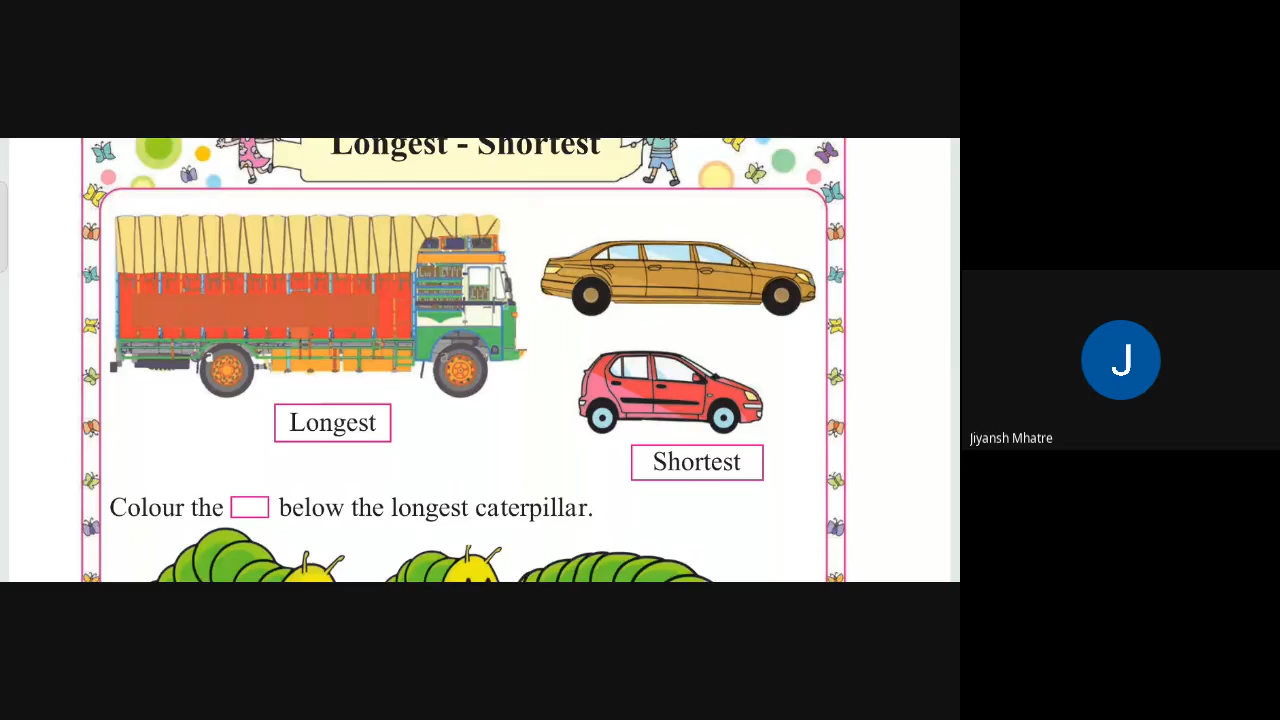 Longest - Shortest
Longest
Shortest
Colour the below the longest caterpillar.
J
Jiyansh Mhatre